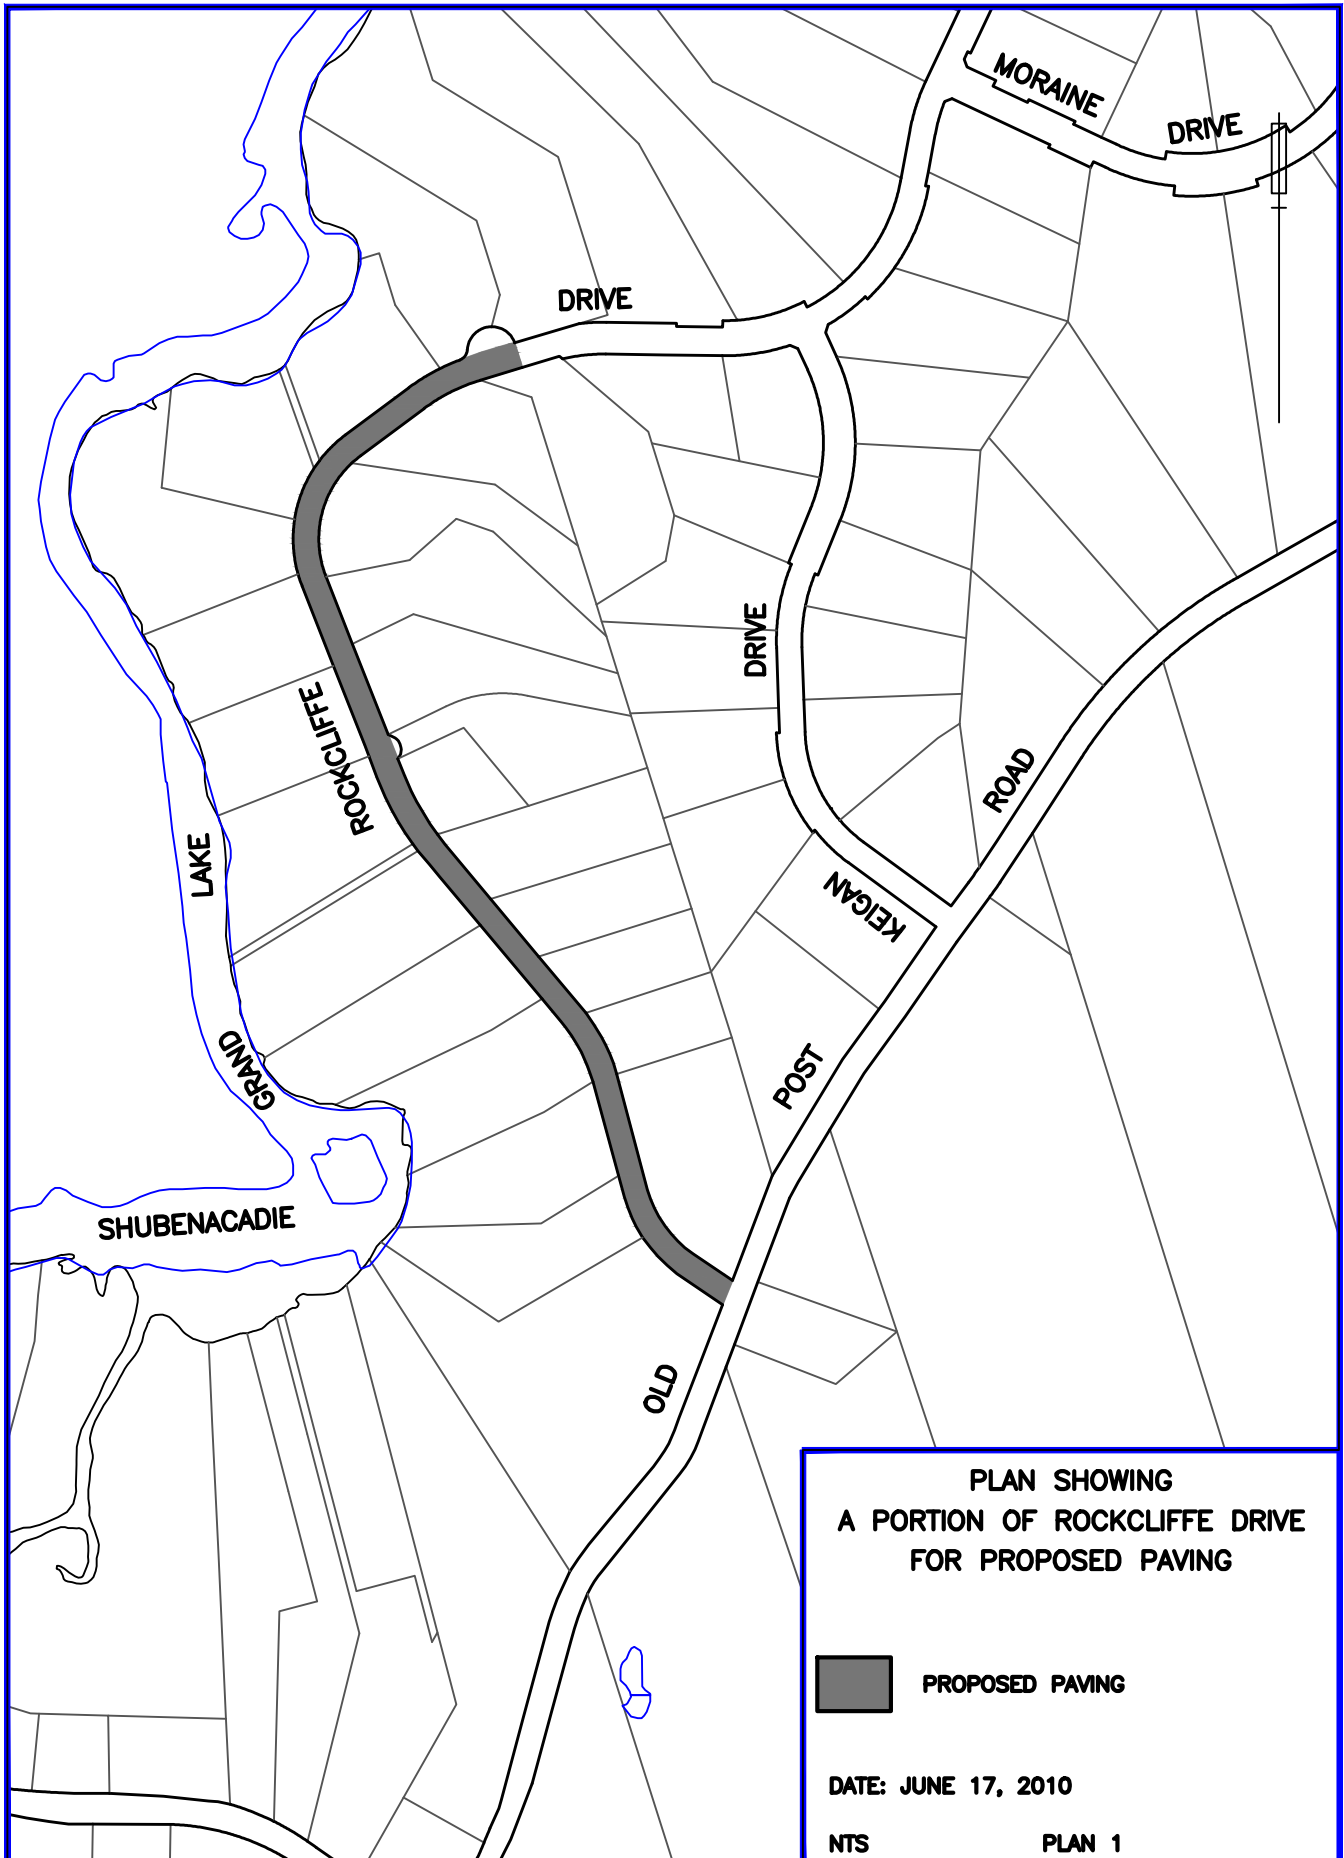 MORAINE
DRIVE
DRIVE
DRIVE
ROCKCLIFFE
ROAD
LAKE
KEIGAN
GRAND
POST
SHUBENACADIE
OLD
PLAN SHOWING
A PORTION OF ROCKCLIFFE DRIVE
FOR PROPOSED PAVING
PROPOSED PAVING
DATE: JUNE 17, 2010
NTS PLAN 1